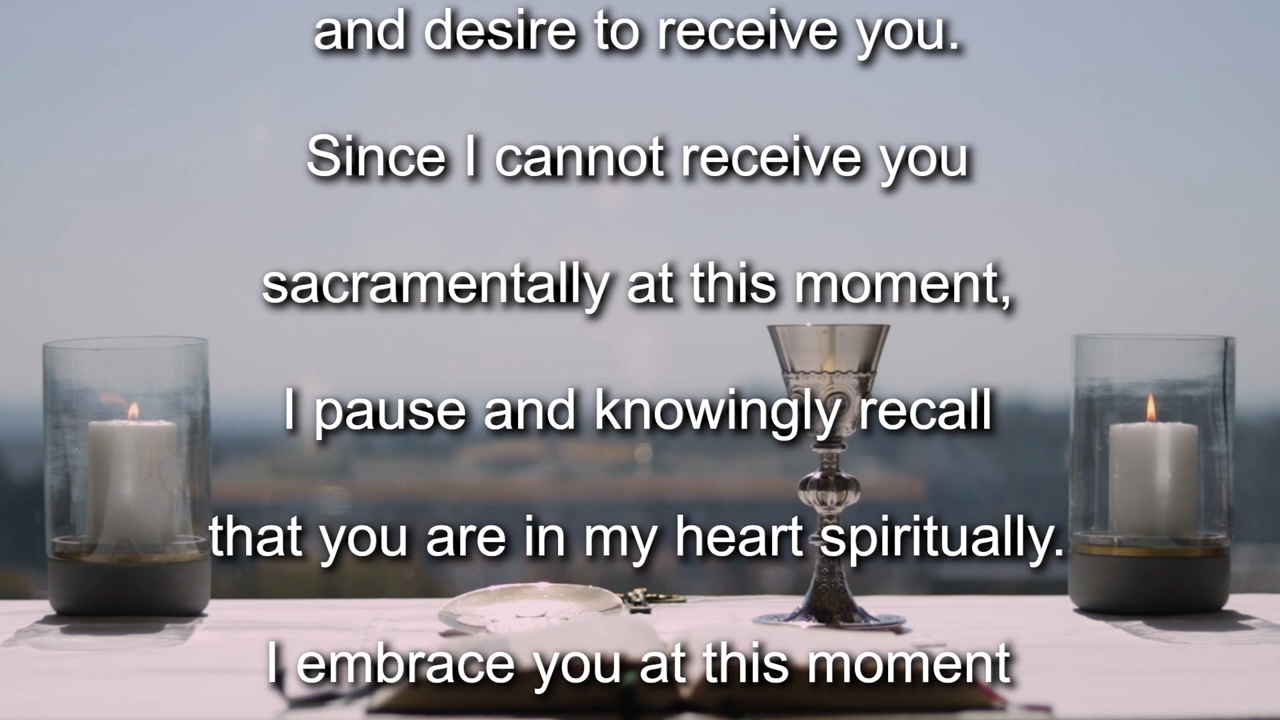 and desire to receive you.
Since I cannot receive you
sacramentally at this moment,
I pause and knowingly recall
that you are in my heart spiritually.
I embrace you at this moment